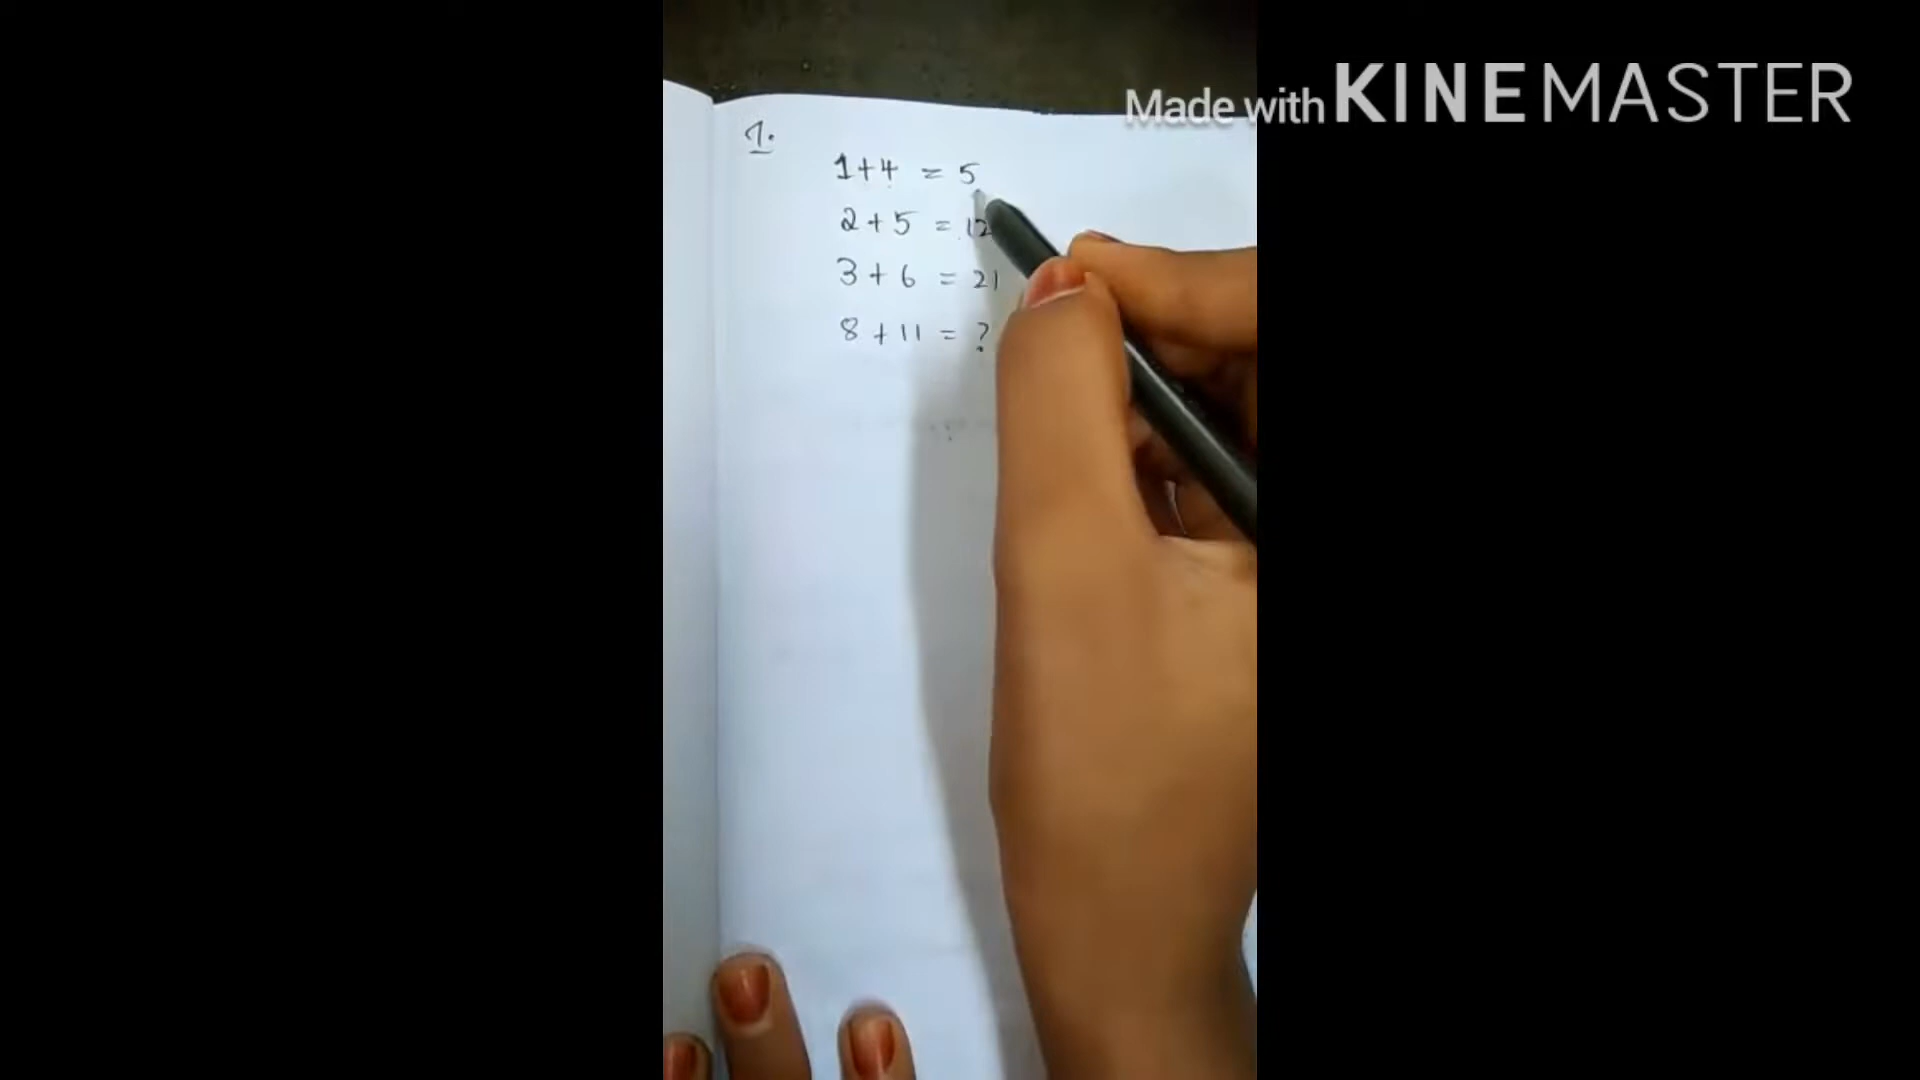 Made with KINEMASTER
1.
1+4 = 5
2+5 = 12
3+6 = 21
8+11 = ?